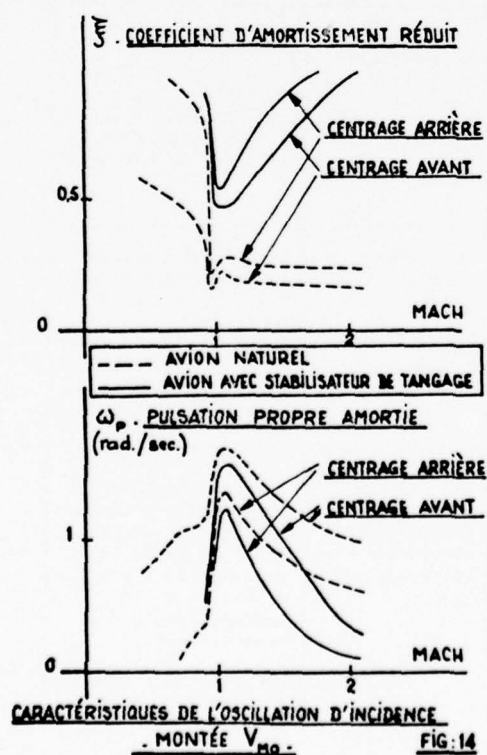 ξ . COEFFICIENT D'AMORTISSEMENT RÉDUIT
CENTRAGE ARRIÈRE
CENTRAGE AVANT
0,5
MACH
0
1
2
--- AVION NATUREL
— AVION AVEC STABILISATEUR DE TANGAGE
ωp . PULSATION PROPRE AMORTIE
(rad./sec.)
CENTRAGE ARRIÈRE
CENTRAGE AVANT
1
MACH
0
1
2
CARACTÉRISTIQUES DE L'OSCILLATION D'INCIDENCE
. MONTÉE VMO .
FIG:14